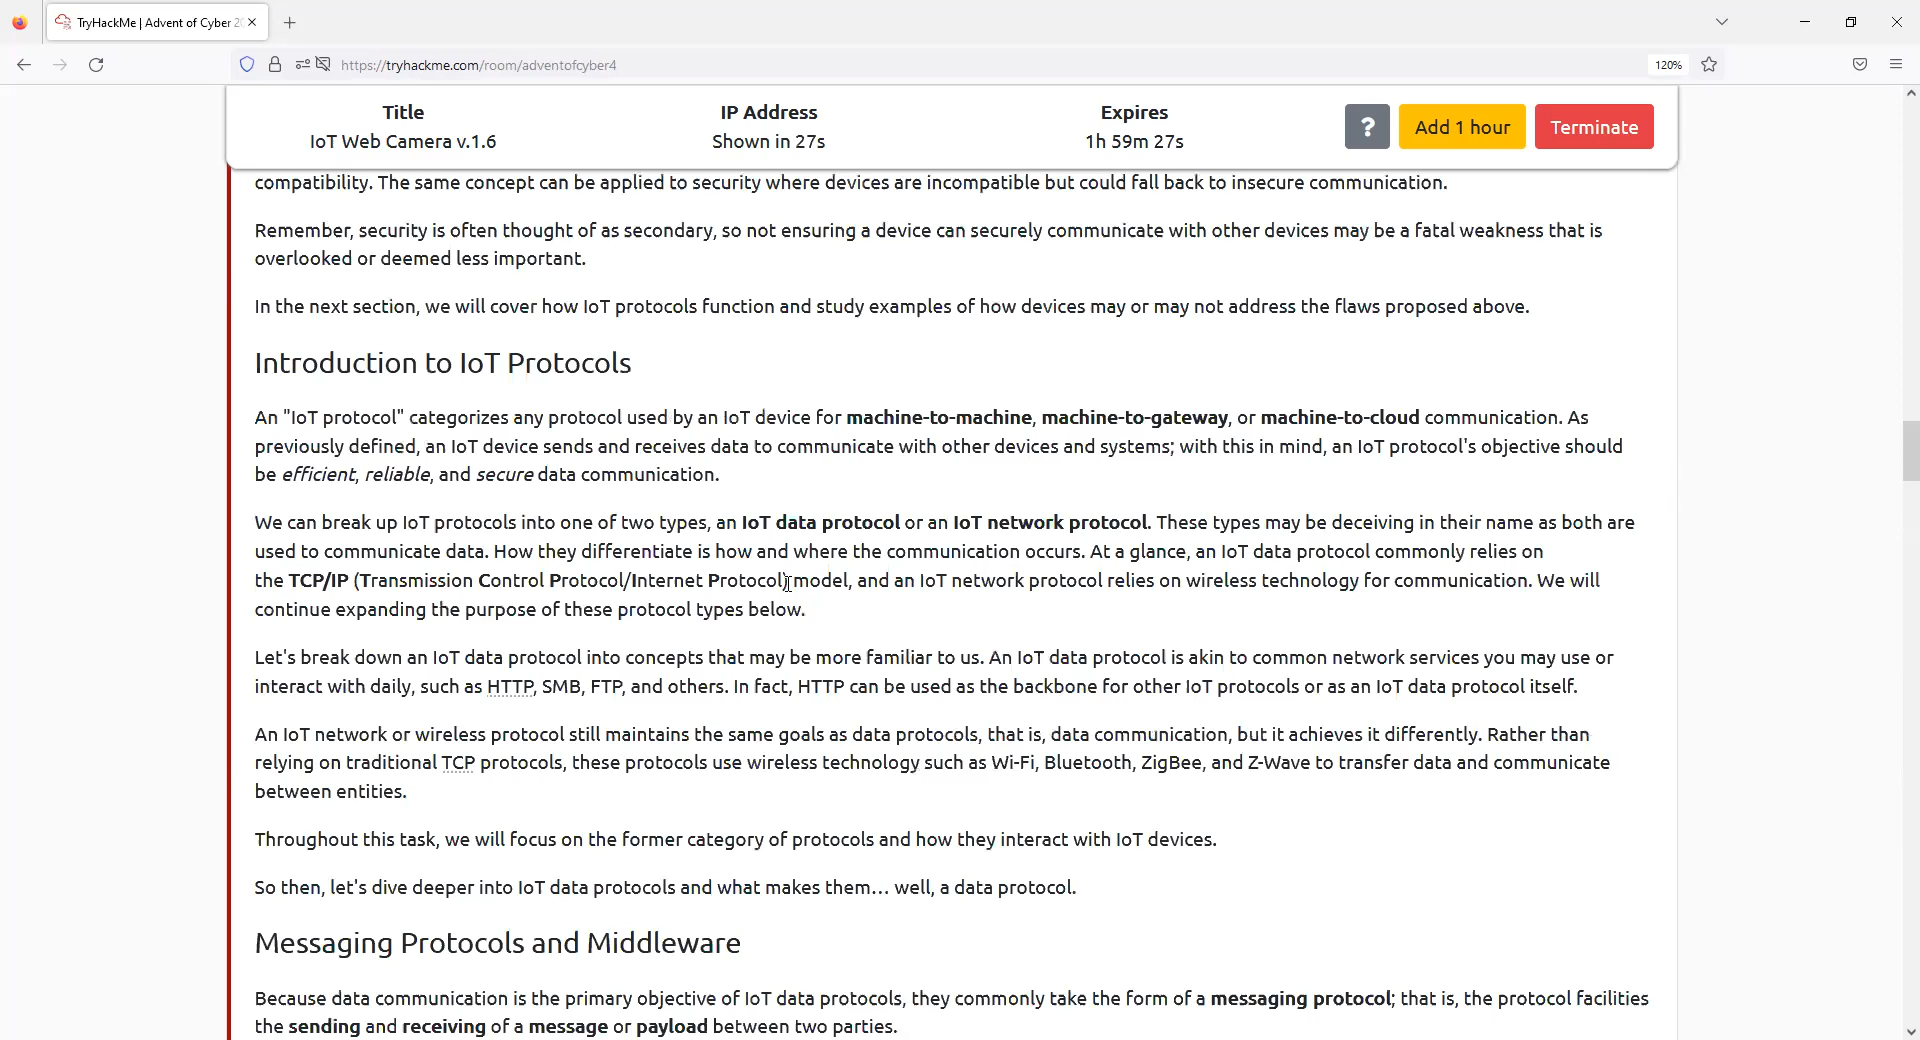 TryHackMe | Advent of Cyber 20
https://tryhackme.com/room/adventofcyber4
120%
Title
IP Address
Expires
IoT Web Camera v.1.6
Shown in 27s
1h 59m 27s
?
Add 1 hour
Terminate
compatibility. The same concept can be applied to security where devices are incompatible but could fall back to insecure communication.
Remember, security is often thought of as secondary, so not ensuring a device can securely communicate with other devices may be a fatal weakness that is
overlooked or deemed less important.
In the next section, we will cover how IoT protocols function and study examples of how devices may or may not address the flaws proposed above.
Introduction to IoT Protocols
An "IoT protocol" categorizes any protocol used by an IoT device for machine-to-machine, machine-to-gateway, or machine-to-cloud communication. As
previously defined, an IoT device sends and receives data to communicate with other devices and systems; with this in mind, an IoT protocol's objective should
be efficient, reliable, and secure data communication.
We can break up IoT protocols into one of two types, an IoT data protocol or an IoT network protocol. These types may be deceiving in their name as both are
used to communicate data. How they differentiate is how and where the communication occurs. At a glance, an IoT data protocol commonly relies on
the TCP/IP (Transmission Control Protocol/Internet Protocol) model, and an IoT network protocol relies on wireless technology for communication. We will
continue expanding the purpose of these protocol types below.
Let's break down an IoT data protocol into concepts that may be more familiar to us. An IoT data protocol is akin to common network services you may use or
interact with daily, such as HTTP, SMB, FTP, and others. In fact, HTTP can be used as the backbone for other IoT protocols or as an IoT data protocol itself.
An IoT network or wireless protocol still maintains the same goals as data protocols, that is, data communication, but it achieves it differently. Rather than
relying on traditional TCP protocols, these protocols use wireless technology such as Wi-Fi, Bluetooth, ZigBee, and Z-Wave to transfer data and communicate
between entities.
Throughout this task, we will focus on the former category of protocols and how they interact with IoT devices.
So then, let's dive deeper into IoT data protocols and what makes them... well, a data protocol.
Messaging Protocols and Middleware
Because data communication is the primary objective of IoT data protocols, they commonly take the form of a messaging protocol; that is, the protocol facilities
the sending and receiving of a message or payload between two parties.